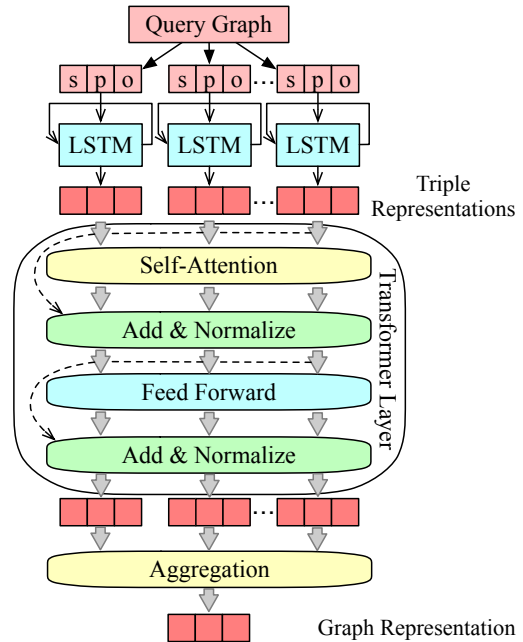 Query Graph
s p o s p o ... s p o
LSTM LSTM LSTM
...
Triple
Representations
Self-Attention
Add & Normalize
Feed Forward
Add & Normalize
Transformer Layer
...
Aggregation
Graph Representation